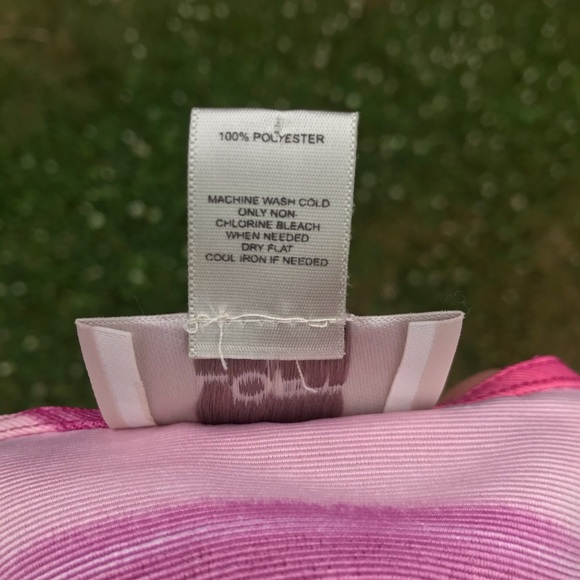 100% POLYESTER
MACHINE WASH COLD
ONLY NON-
CHLORINE BLEACH
WHEN NEEDED
DRY FLAT
COOL IRON IF NEEDED